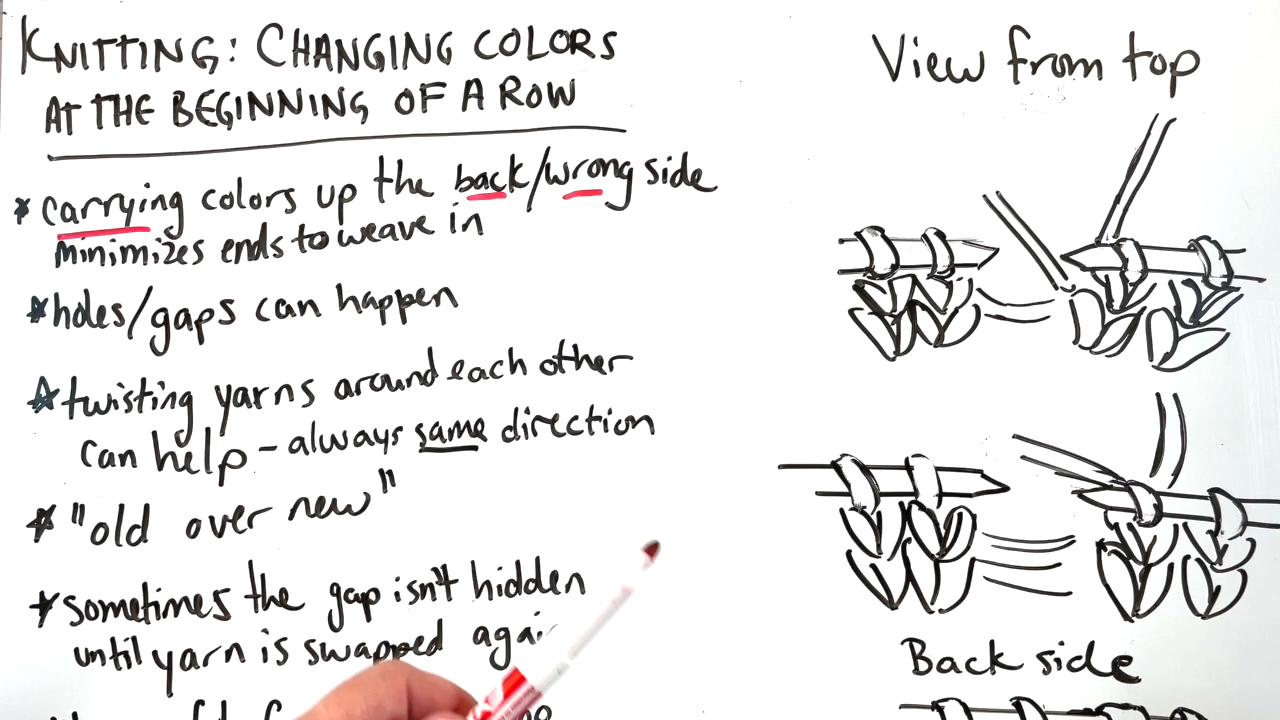 KNITTING: CHANGING COLORS
AT THE BEGINNING OF A ROW
* carrying colors up the back/wrong side
minimizes ends to weave in
* holes/gaps can happen
* twisting yarns around each other
can help - always same direction
* "old over new"
* sometimes the gap isn't hidden
until yarn is swapped
View from top
Back side